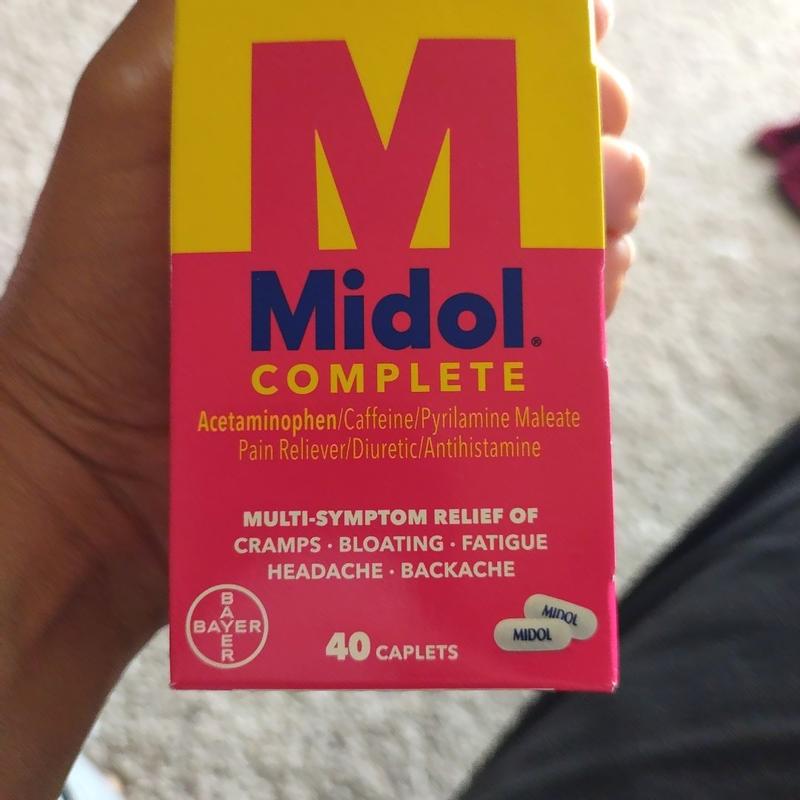 M
Midol®
COMPLETE
Acetaminophen/Caffeine/Pyrilamine Maleate
Pain Reliever/Diuretic/Antihistamine
MULTI-SYMPTOM RELIEF OF
CRAMPS · BLOATING · FATIGUE
HEADACHE · BACKACHE
BAYER
BAYER
40 CAPLETS
MIDOL
MIDOL